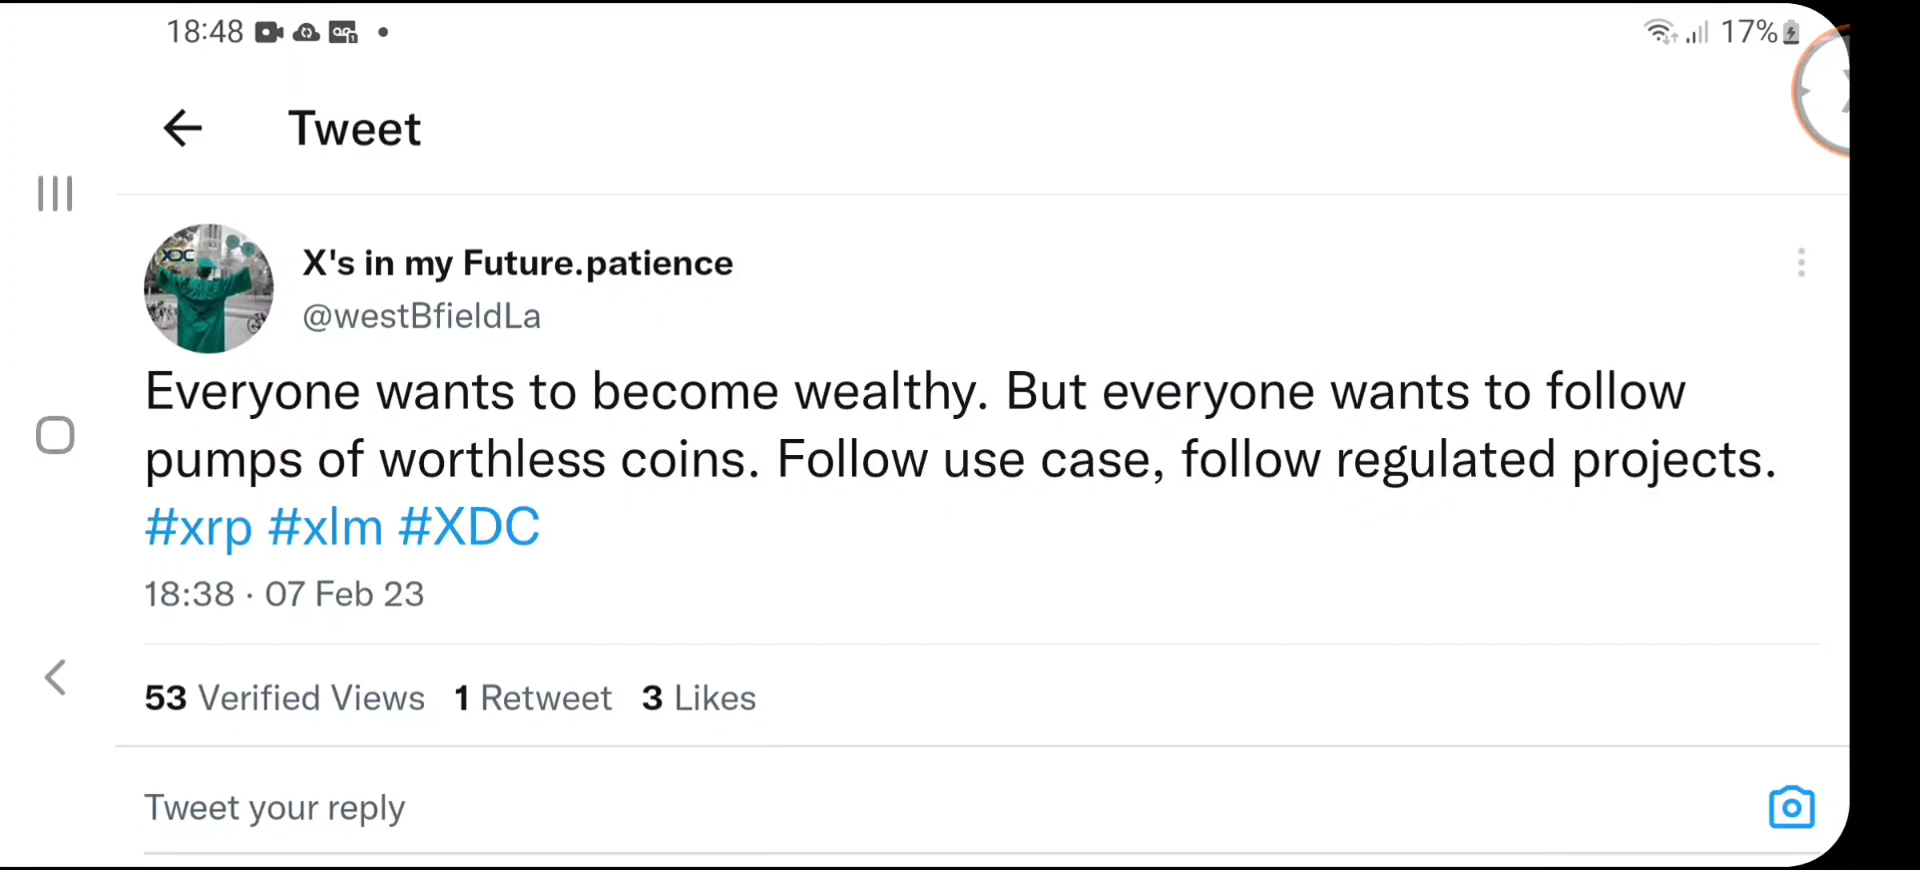 18:48
17%
Tweet
XDC
X's in my Future.patience
@westBfieldLa
Everyone wants to become wealthy. But everyone wants to follow
pumps of worthless coins. Follow use case, follow regulated projects.
#xrp #xlm #XDC
18:38 · 07 Feb 23
53 Verified Views 1 Retweet 3 Likes
Tweet your reply